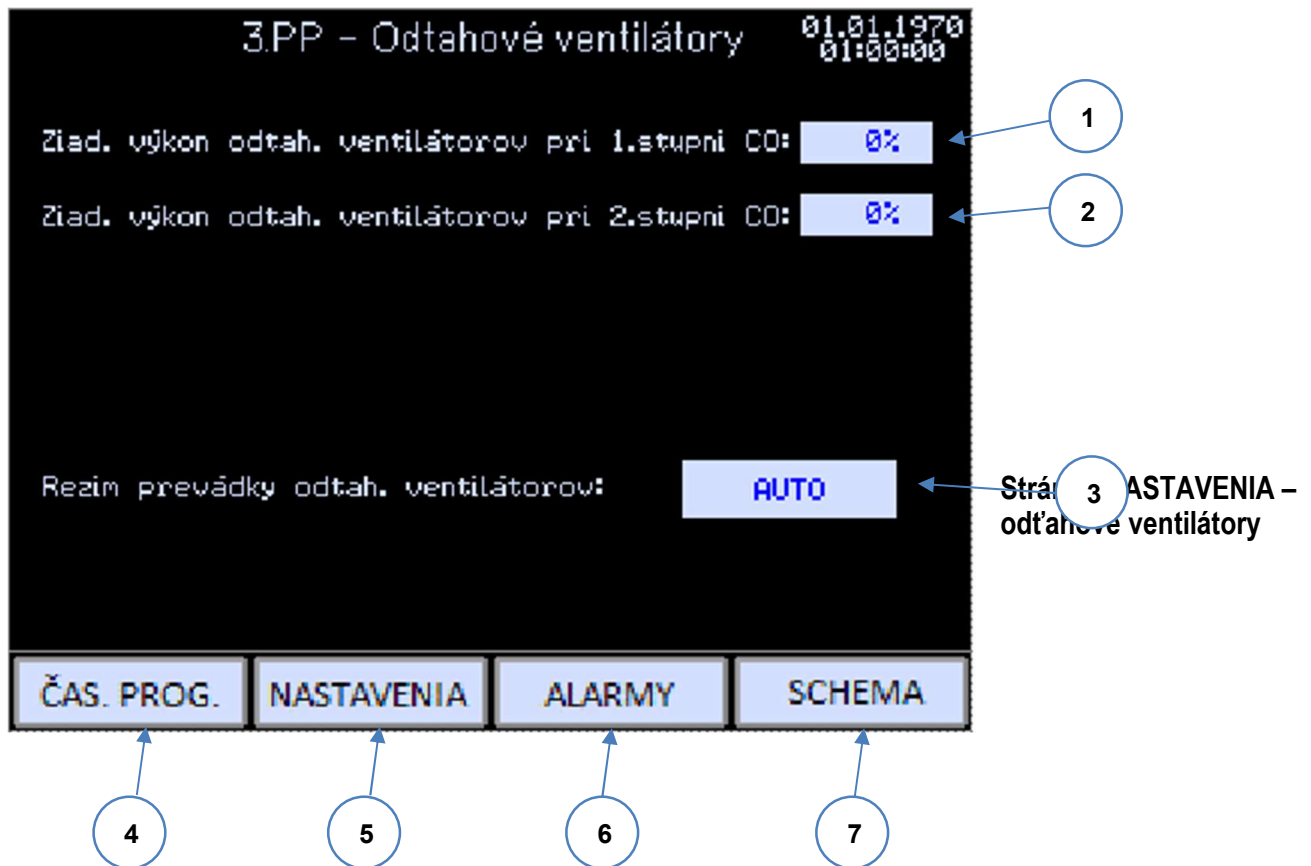 3.PP – Odtahové ventilátory
01.01.1970
01:00:00
Ziad. výkon odtah. ventilátorov pri 1.stupni CO: 0%
1
Ziad. výkon odtah. ventilátorov pri 2.stupni CO: 0%
2
Rezim prevádky odtah. ventilátorov: AUTO
3
ASTAVENIA –
ventilátory
ČAS. PROG.
NASTAVENIA
ALARMY
SCHEMA
4
5
6
7